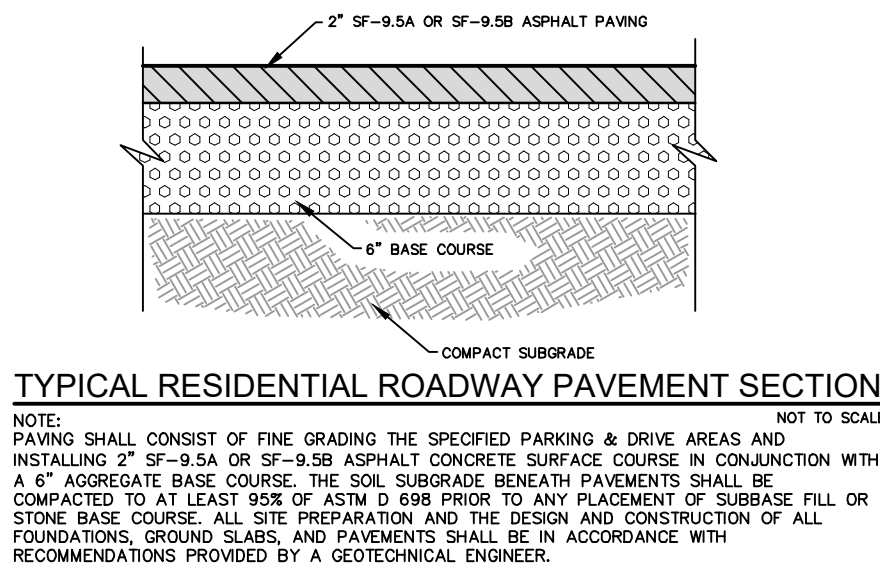 2" SF-9.5A OR SF-9.5B ASPHALT PAVING
6" BASE COURSE
COMPACT SUBGRADE
TYPICAL RESIDENTIAL ROADWAY PAVEMENT SECTION
NOT TO SCALE
NOTE:
PAVING SHALL CONSIST OF FINE GRADING THE SPECIFIED PARKING & DRIVE AREAS AND
INSTALLING 2" SF-9.5A OR SF-9.5B ASPHALT CONCRETE SURFACE COURSE IN CONJUNCTION WITH
A 6" AGGREGATE BASE COURSE. THE SOIL SUBGRADE BENEATH PAVEMENTS SHALL BE
COMPACTED TO AT LEAST 95% OF ASTM D 698 PRIOR TO ANY PLACEMENT OF SUBBASE FILL OR
STONE BASE COURSE. ALL SITE PREPARATION AND THE DESIGN AND CONSTRUCTION OF ALL
FOUNDATIONS, GROUND SLABS, AND PAVEMENTS SHALL BE IN ACCORDANCE WITH
RECOMMENDATIONS PROVIDED BY A GEOTECHNICAL ENGINEER.